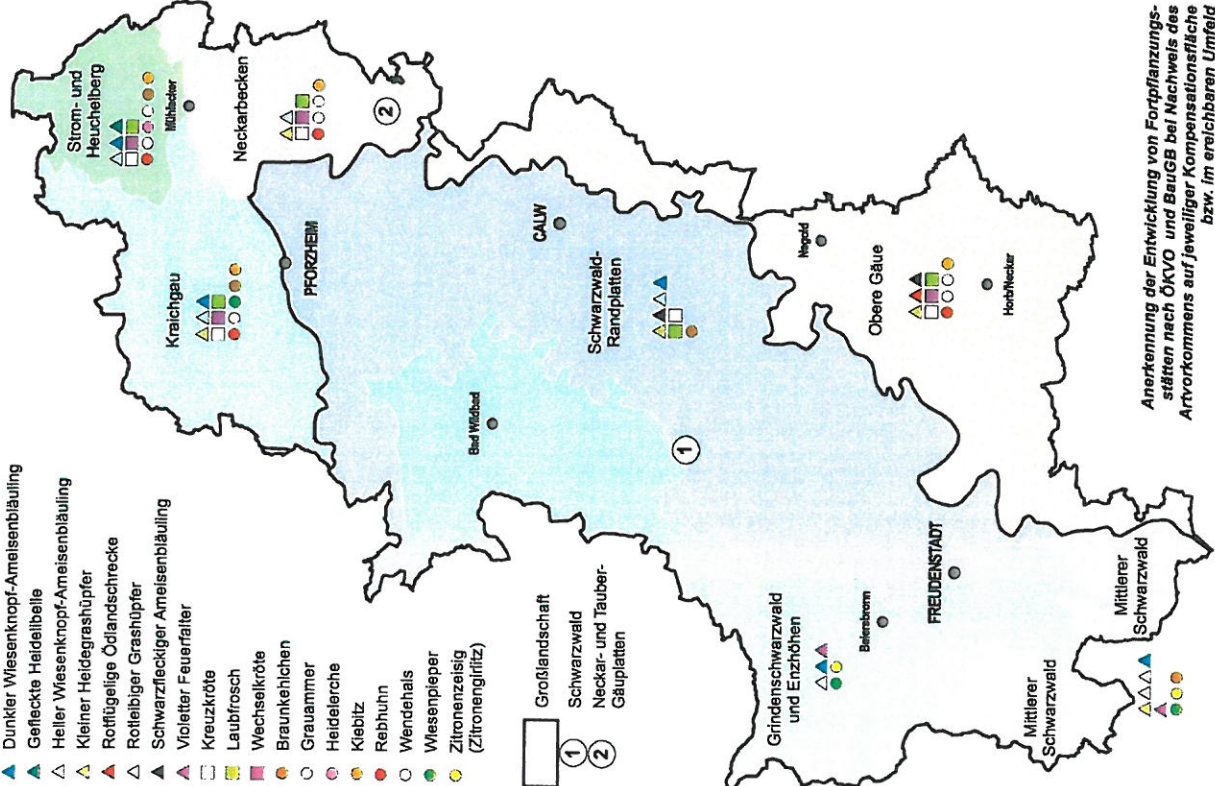 Dunkler Wiesenknopf-Ameisenbläuling
Gefleckte Heidelibelle
Heller Wiesenknopf-Ameisenbläuling
Kleiner Heidegrashüpfer
Rotflügelige Ödlandschrecke
Rotleibiger Grashüpfer
Schwarzfleckiger Ameisenbläuling
Violetter Feuerfalter
Kreuzkröte
Laubfrosch
Wechselkröte
Braunkehlchen
Grauammer
Heidelerche
Kiebitz
Rebhuhn
Wendehals
Wiesenpieper
Zitronenzeisig
(Zitronengirlitz)
Großlandschaft
1 Schwarzwald
2 Neckar- und Tauber-
Gäuplatten
Strom- und
Heuchelberg
Mühlacker
Neckarbecken
2
Kraichgau
PFORZHEIM
CALW
Schwarzwald-
Randplatten
Bad Wildbad
1
Nagold
Obere Gäue
Horb/Neckar
Grindenschwarzwald
und Enzhöhen
Baiersbronn
FREUDENSTADT
Mittlerer
Schwarzwald
Mittlerer
Schwarzwald
Anerkennung der Entwicklung von Fortpflanzungs-
stätten nach ÖKVO und BauGB bei Nachweis des
Artvorkommens auf jeweiliger Kompensationsfläche
bzw. im erreichbaren Umfeld